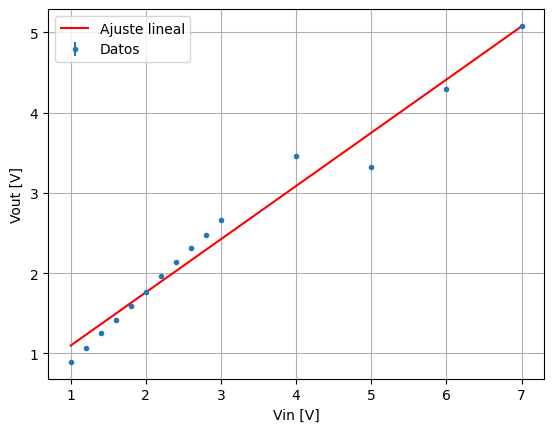 Ajuste lineal
Datos
Vout [V]
5
4
3
2
1
1 2 3 4 5 6 7
Vin [V]